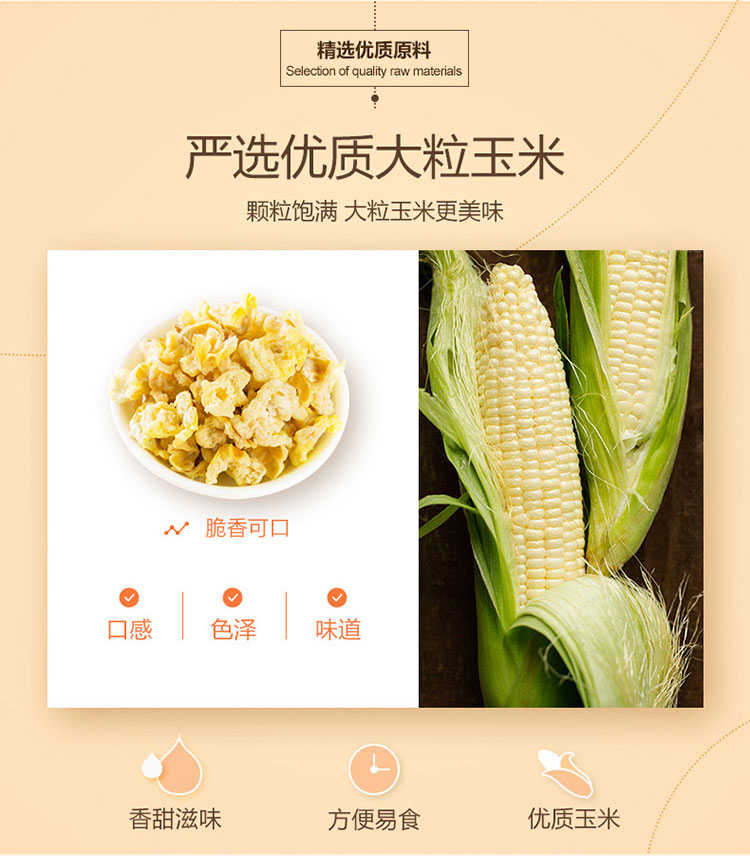 精选优质原料
Selection of quality raw materials
严选优质大粒玉米
颗粒饱满 大粒玉米更美味
脆香可口
口感 色泽 味道
香甜滋味 方便易食 优质玉米